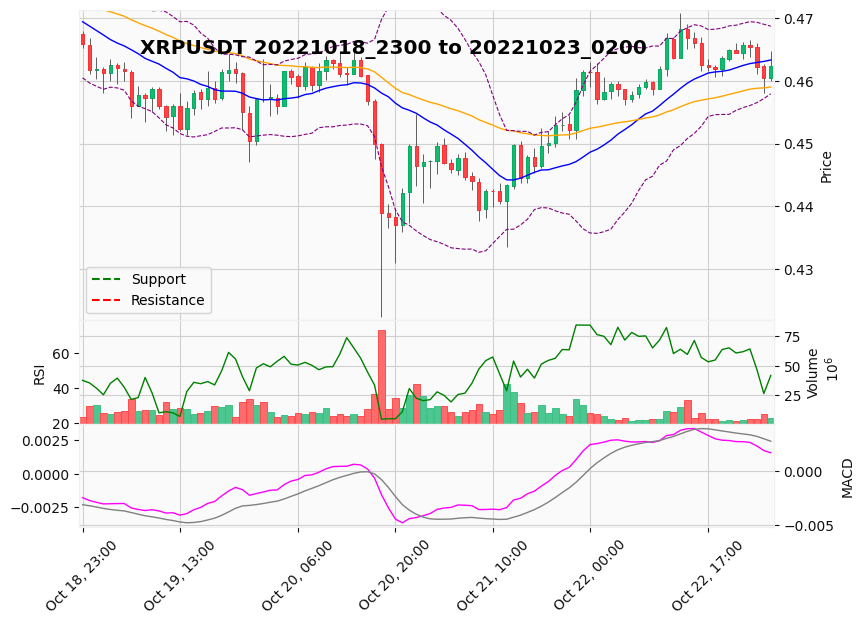 XRPUSDT 20221018_2300 to 20221023_0200
0.47
0.46
0.45
0.44
0.43
Price
Support
Resistance
RSI
60
40
20
75
50
25
Volume
10^6
0.0025
0.0000
−0.0025
0.000
−0.005
MACD
Oct 18, 23:00
Oct 19, 13:00
Oct 20, 06:00
Oct 20, 20:00
Oct 21, 10:00
Oct 22, 00:00
Oct 22, 17:00